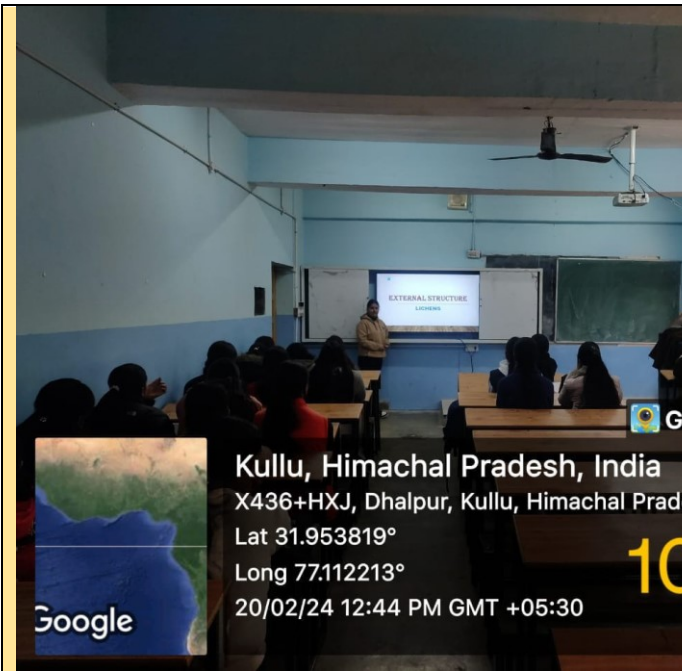 EXTERNAL STRUCTURE
LICHENS
G
Kullu, Himachal Pradesh, India
X436+HXJ, Dhalpur, Kullu, Himachal Prad
Lat 31.953819°
Long 77.112213°
20/02/24 12:44 PM GMT +05:30
10
Google